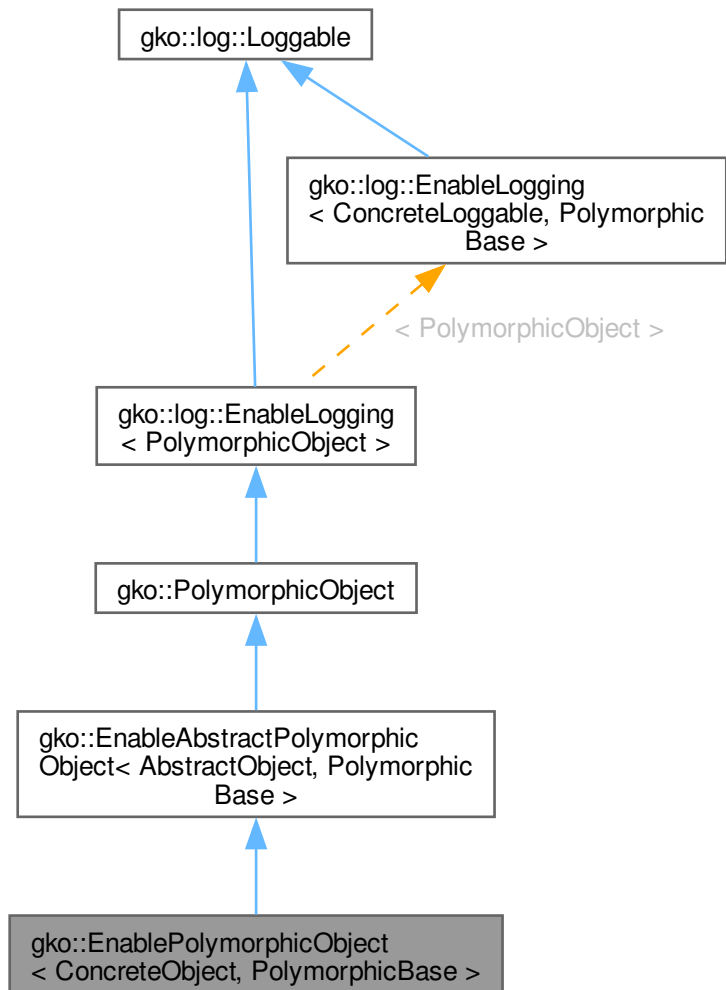 gko::log::Loggable
gko::log::EnableLogging
< ConcreteLoggable, Polymorphic
Base >
< PolymorphicObject >
gko::log::EnableLogging
< PolymorphicObject >
gko::PolymorphicObject
gko::EnableAbstractPolymorphic
Object< AbstractObject, Polymorphic
Base >
gko::EnablePolymorphicObject
< ConcreteObject, PolymorphicBase >